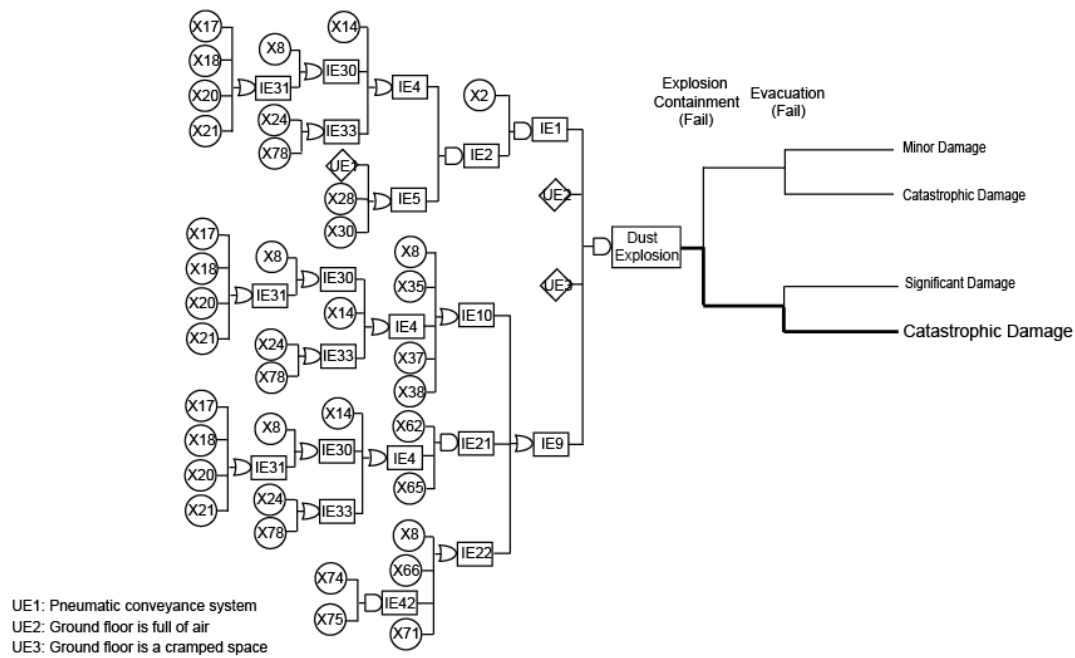 X17
X18
X20
X21
X8
IE31
IE30
X14
X24
X78
IE33
IE4
UE1
X28
X30
IE5
IE2
X2
IE1
UE2
UE3
Dust
Explosion
Explosion
Containment
(Fail)
Evacuation
(Fail)
Minor Damage
Catastrophic Damage
Significant Damage
Catastrophic Damage
X17
X18
X20
X21
X8
IE31
IE30
X14
X24
X78
IE33
IE4
X8
X35
X37
X38
IE10
X17
X18
X20
X21
X8
IE31
IE30
X14
X24
X78
IE33
IE4
X62
X65
IE21
IE9
X8
X66
X74
X75
IE42
X71
IE22
UE1: Pneumatic conveyance system
UE2: Ground floor is full of air
UE3: Ground floor is a cramped space